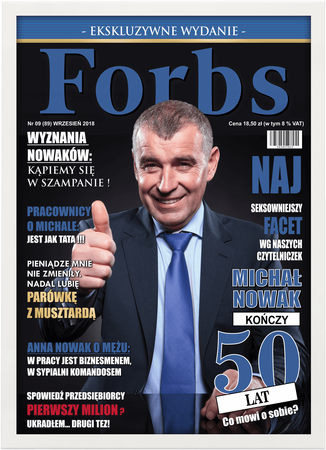 - EKSKLUZYWNE WYDANIE -
Forbs
Nr 09 (89) WRZESIEŃ 2018
Cena 18,50 zł (w tym 8 % VAT)
WYZNANIA
NOWAKÓW:
KĄPIEMY SIĘ
W SZAMPANIE !
PRACOWNICY
O MICHALE:
JEST JAK TATA !!!
PIENIĄDZE MNIE
NIE ZMIENIŁY.
NADAL LUBIĘ
PARÓWKĘ
Z MUSZTARDĄ
ANNA NOWAK O MĘŻU:
W PRACY JEST BIZNESMENEM,
W SYPIALNI KOMANDOSEM
SPOWIEDŹ PRZEDSIĘBIORCY
PIERWSZY MILION ?
UKRADŁEM... DRUGI TEŻ!
NAJ
SEKSOWNIEJSZY
FACET
WG NASZYCH
CZYTELNICZEK
MICHAŁ
NOWAK
KOŃCZY
50
LAT
Co mówi o sobie?